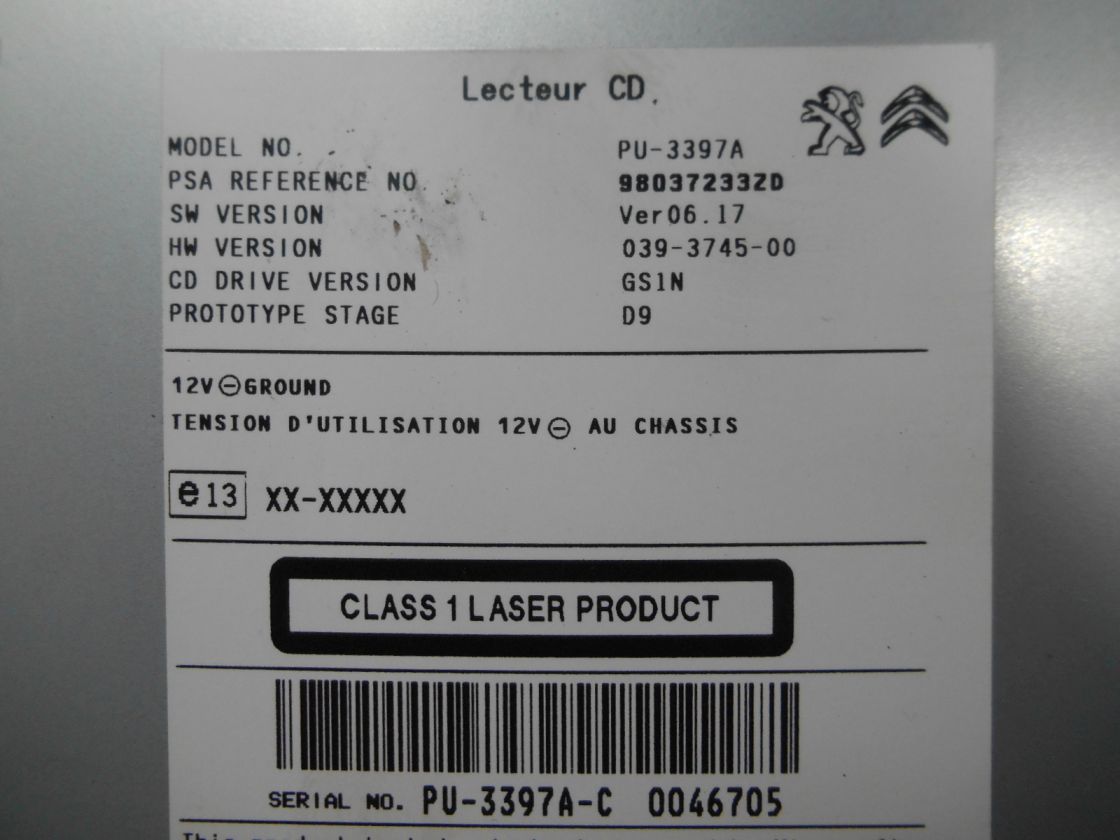 Lecteur CD.
MODEL NO. PU-3397A
PSA REFERENCE NO. 98037233ZD
SW VERSION Ver06.17
HW VERSION 039-3745-00
CD DRIVE VERSION GS1N
PROTOTYPE STAGE D9
12V⊖GROUND
TENSION D'UTILISATION 12V⊖ AU CHASSIS
e13 XX-XXXXX
CLASS 1 LASER PRODUCT
SERIAL NO. PU-3397A-C 0046705
This product